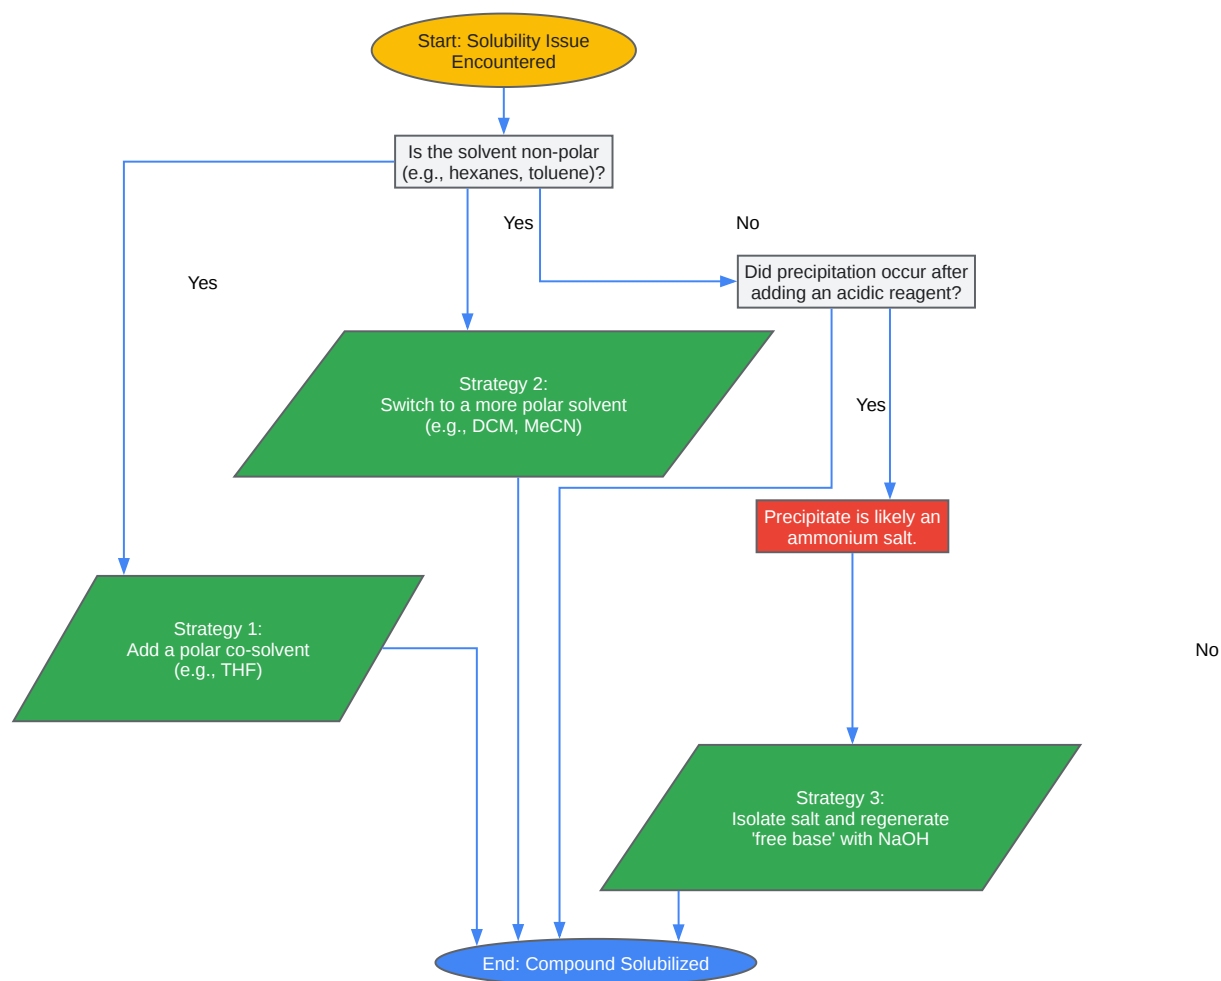 Start: Solubility Issue
Encountered
Is the solvent non-polar
(e.g., hexanes, toluene)?
Yes
No
Did precipitation occur after
adding an acidic reagent?
Yes
Strategy 2:
Switch to a more polar solvent
(e.g., DCM, MeCN)
Yes
Precipitate is likely an
ammonium salt.
Strategy 1:
Add a polar co-solvent
(e.g., THF)
No
Strategy 3:
Isolate salt and regenerate
'free base' with NaOH
End: Compound Solubilized